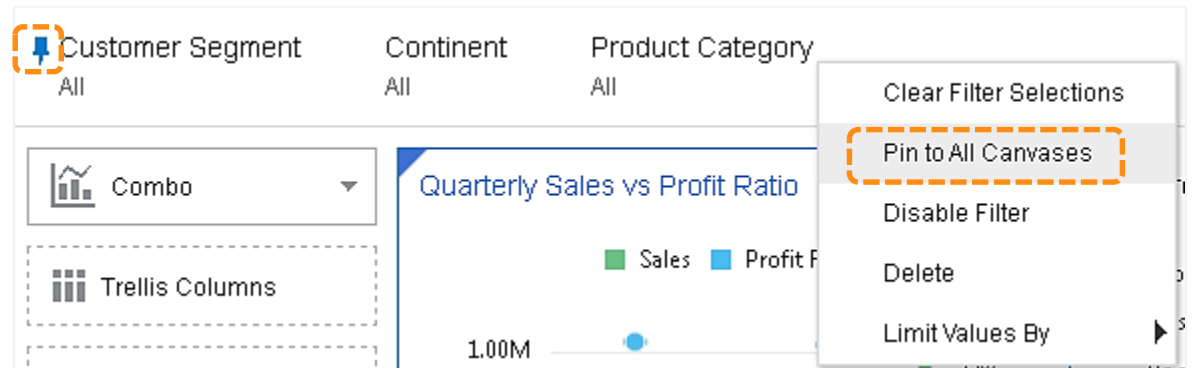 Customer Segment
Continent
Product Category
All
All
All
Clear Filter Selections
Pin to All Canvases
Disable Filter
Delete
Limit Values By
Combo
Trellis Columns
Quarterly Sales vs Profit Ratio
Sales
Profit
1.00M